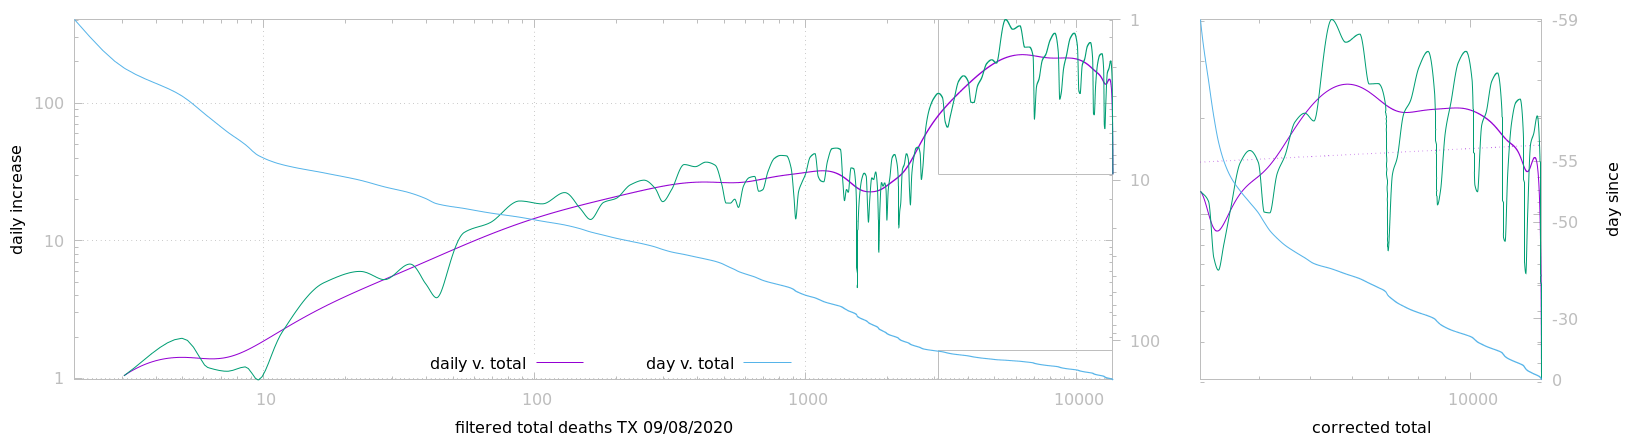 daily increase
100
10
1
daily v. total
day v. total
10
100
1000
10000
1
10
100
filtered total deaths TX 09/08/2020
10000
-59
-55
-50
-30
0
day since
corrected total